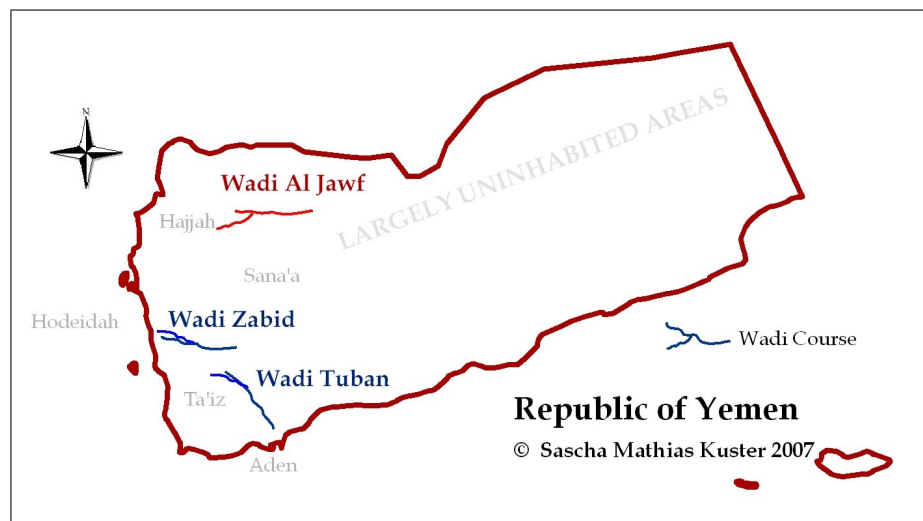 N
Wadi Al Jawf
LARGELY UNINHABITED AREAS
Hajjah
Sana'a
Hodeidah
Wadi Zabid
Wadi Course
Wadi Tuban
Ta'iz
Republic of Yemen
© Sascha Mathias Kuster 2007
Aden